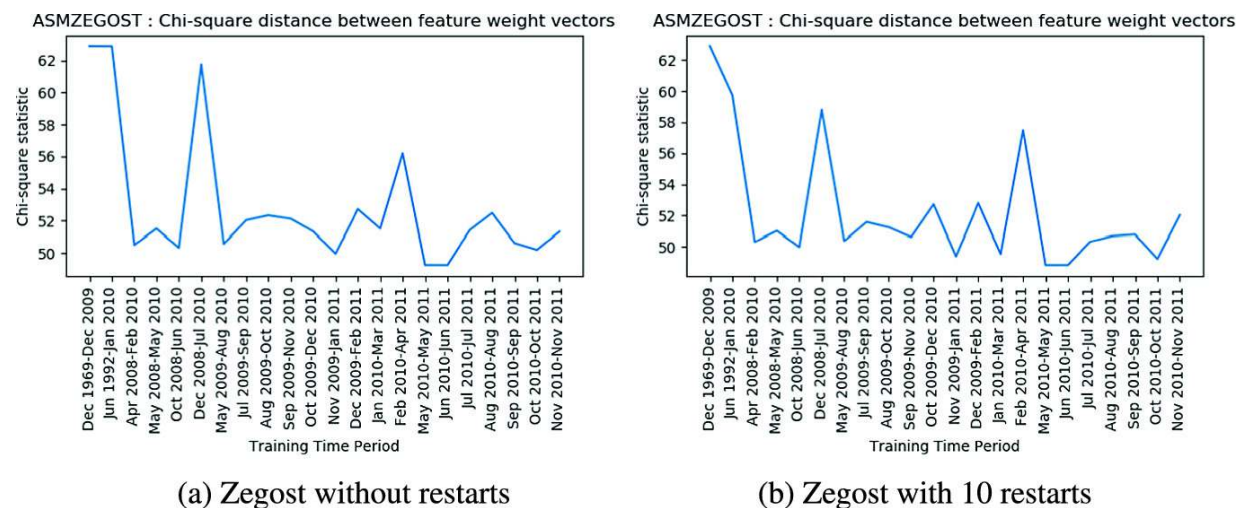 ASMZEGOST : Chi-square distance between feature weight vectors
Chi-square statistic
62
60
58
56
54
52
50
Dec 1969-Dec 2009
Jun 1992-Jan 2010
Apr 2008-Feb 2010
May 2008-May 2010
Oct 2008-Jun 2010
Dec 2008-Jul 2010
May 2009-Aug 2010
Jul 2009-Sep 2010
Aug 2009-Oct 2010
Sep 2009-Nov 2010
Oct 2009-Dec 2010
Nov 2009-Jan 2011
Dec 2009-Feb 2011
Jan 2010-Mar 2011
Feb 2010-Apr 2011
May 2010-May 2011
Jun 2010-Jun 2011
Jul 2010-Jul 2011
Aug 2010-Aug 2011
Sep 2010-Sep 2011
Oct 2010-Oct 2011
Nov 2010-Nov 2011
Training Time Period
(a) Zegost without restarts
ASMZEGOST : Chi-square distance between feature weight vectors
Chi-square statistic
62
60
58
56
54
52
50
Dec 1969-Dec 2009
Jun 1992-Jan 2010
Apr 2008-Feb 2010
May 2008-May 2010
Oct 2008-Jun 2010
Dec 2008-Jul 2010
May 2009-Aug 2010
Jul 2009-Sep 2010
Aug 2009-Oct 2010
Sep 2009-Nov 2010
Oct 2009-Dec 2010
Nov 2009-Jan 2011
Dec 2009-Feb 2011
Jan 2010-Mar 2011
Feb 2010-Apr 2011
May 2010-May 2011
Jun 2010-Jun 2011
Jul 2010-Jul 2011
Aug 2010-Aug 2011
Sep 2010-Sep 2011
Oct 2010-Oct 2011
Nov 2010-Nov 2011
Training Time Period
(b) Zegost with 10 restarts